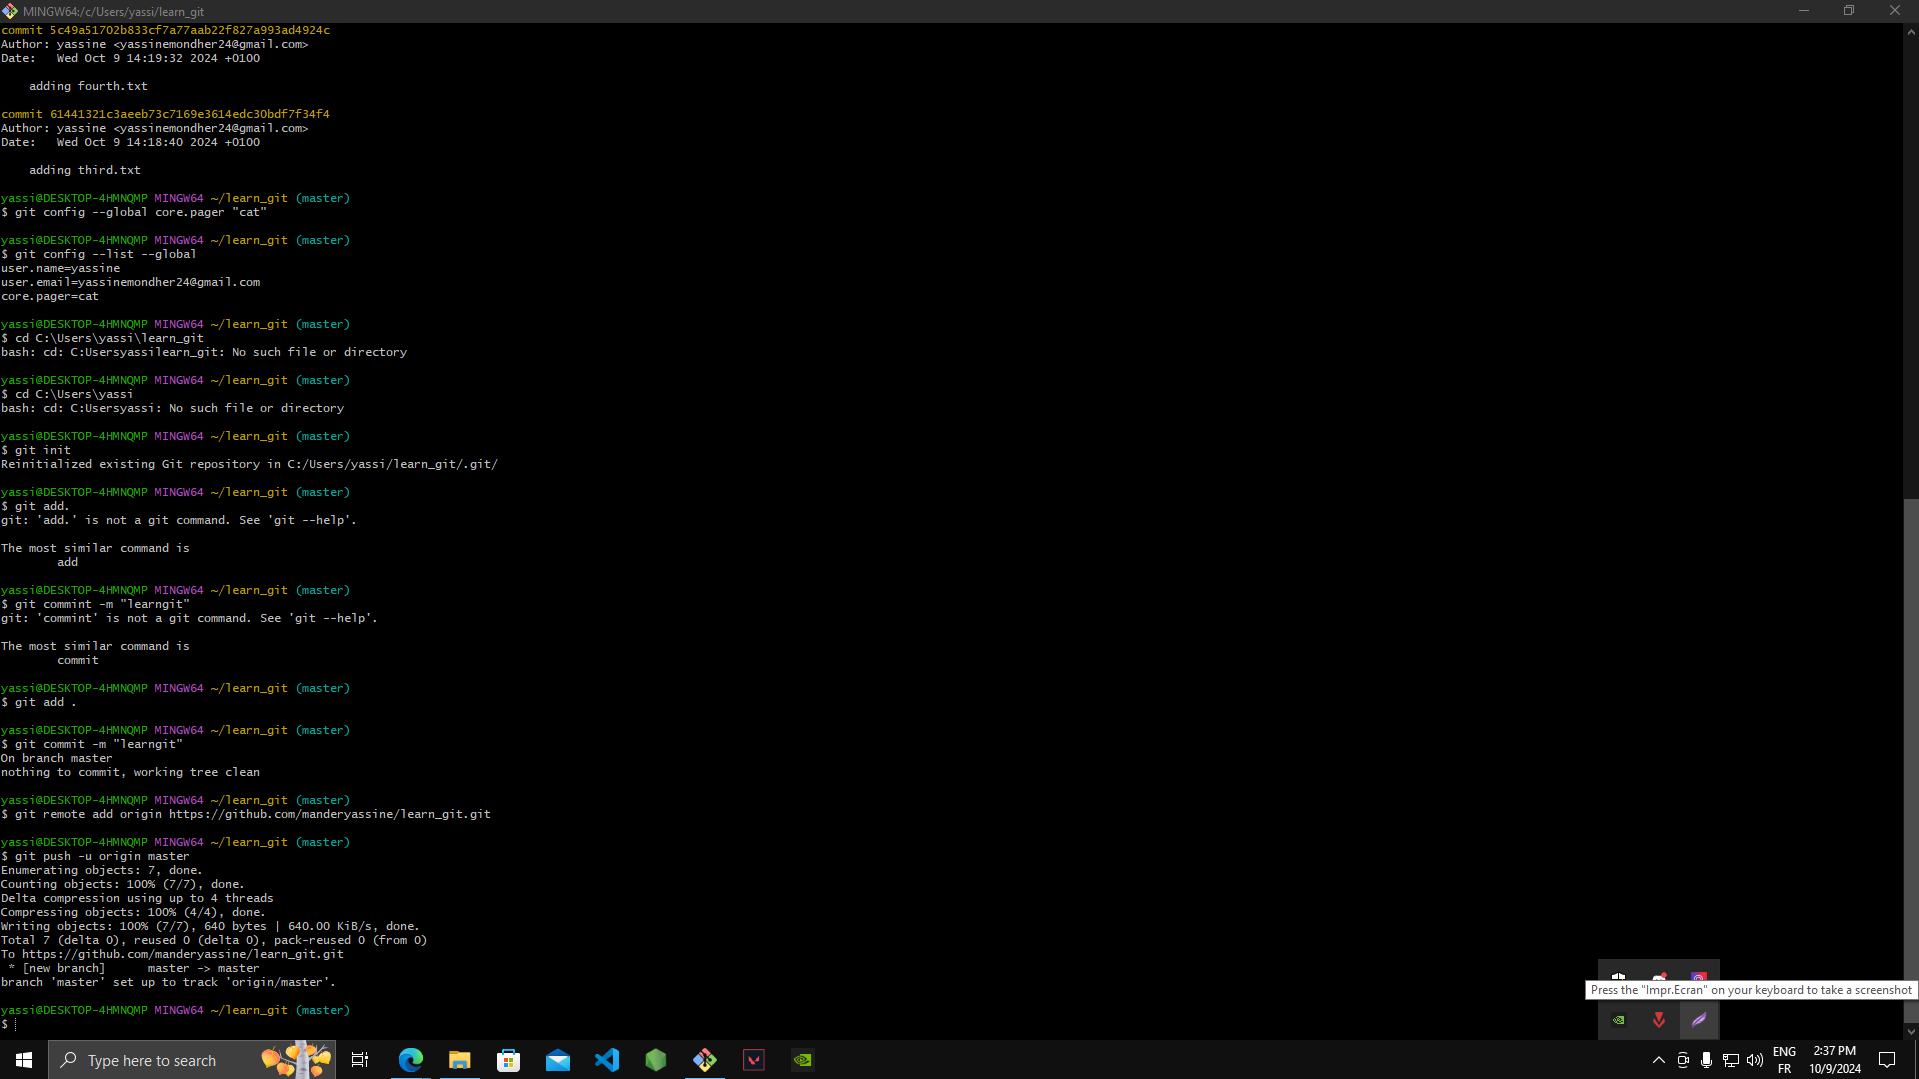 MINGW64:/c/Users/yassi/learn_git
commit 5c49a51702b833cf7a77aab22f827a993ad4924c
Author: yassine <yassinemondher24@gmail.com>
Date:   Wed Oct 9 14:19:32 2024 +0100
    adding fourth.txt
commit 61441321c3aeeb73c7169e3614edc30bdf7f34f4
Author: yassine <yassinemondher24@gmail.com>
Date:   Wed Oct 9 14:18:40 2024 +0100
    adding third.txt
yassi@DESKTOP-4HMNQMP MINGW64 ~/learn_git (master)
$ git config --global core.pager "cat"
yassi@DESKTOP-4HMNQMP MINGW64 ~/learn_git (master)
$ git config --list --global
user.name=yassine
user.email=yassinemondher24@gmail.com
core.pager=cat
yassi@DESKTOP-4HMNQMP MINGW64 ~/learn_git (master)
$ cd C:\Users\yassi\learn_git
bash: cd: C:Usersyassilearn_git: No such file or directory
yassi@DESKTOP-4HMNQMP MINGW64 ~/learn_git (master)
$ cd C:\Users\yassi
bash: cd: C:Usersyassi: No such file or directory
yassi@DESKTOP-4HMNQMP MINGW64 ~/learn_git (master)
$ git init
Reinitialized existing Git repository in C:/Users/yassi/learn_git/.git/
yassi@DESKTOP-4HMNQMP MINGW64 ~/learn_git (master)
$ git add.
git: 'add.' is not a git command. See 'git --help'.
The most similar command is
        add
yassi@DESKTOP-4HMNQMP MINGW64 ~/learn_git (master)
$ git commint -m "learngit"
git: 'commint' is not a git command. See 'git --help'.
The most similar command is
        commit
yassi@DESKTOP-4HMNQMP MINGW64 ~/learn_git (master)
$ git add .
yassi@DESKTOP-4HMNQMP MINGW64 ~/learn_git (master)
$ git commit -m "learngit"
On branch master
nothing to commit, working tree clean
yassi@DESKTOP-4HMNQMP MINGW64 ~/learn_git (master)
$ git remote add origin https://github.com/manderyassine/learn_git.git
yassi@DESKTOP-4HMNQMP MINGW64 ~/learn_git (master)
$ git push -u origin master
Enumerating objects: 7, done.
Counting objects: 100% (7/7), done.
Delta compression using up to 4 threads
Compressing objects: 100% (4/4), done.
Writing objects: 100% (7/7), 640 bytes | 640.00 KiB/s, done.
Total 7 (delta 0), reused 0 (delta 0), pack-reused 0 (from 0)
To https://github.com/manderyassine/learn_git.git
 * [new branch]      master -> master
branch 'master' set up to track 'origin/master'.
yassi@DESKTOP-4HMNQMP MINGW64 ~/learn_git (master)
$
Press the "Impr.Ecran" on your keyboard to take a screenshot
Type here to search
ENG
FR
2:37 PM
10/9/2024